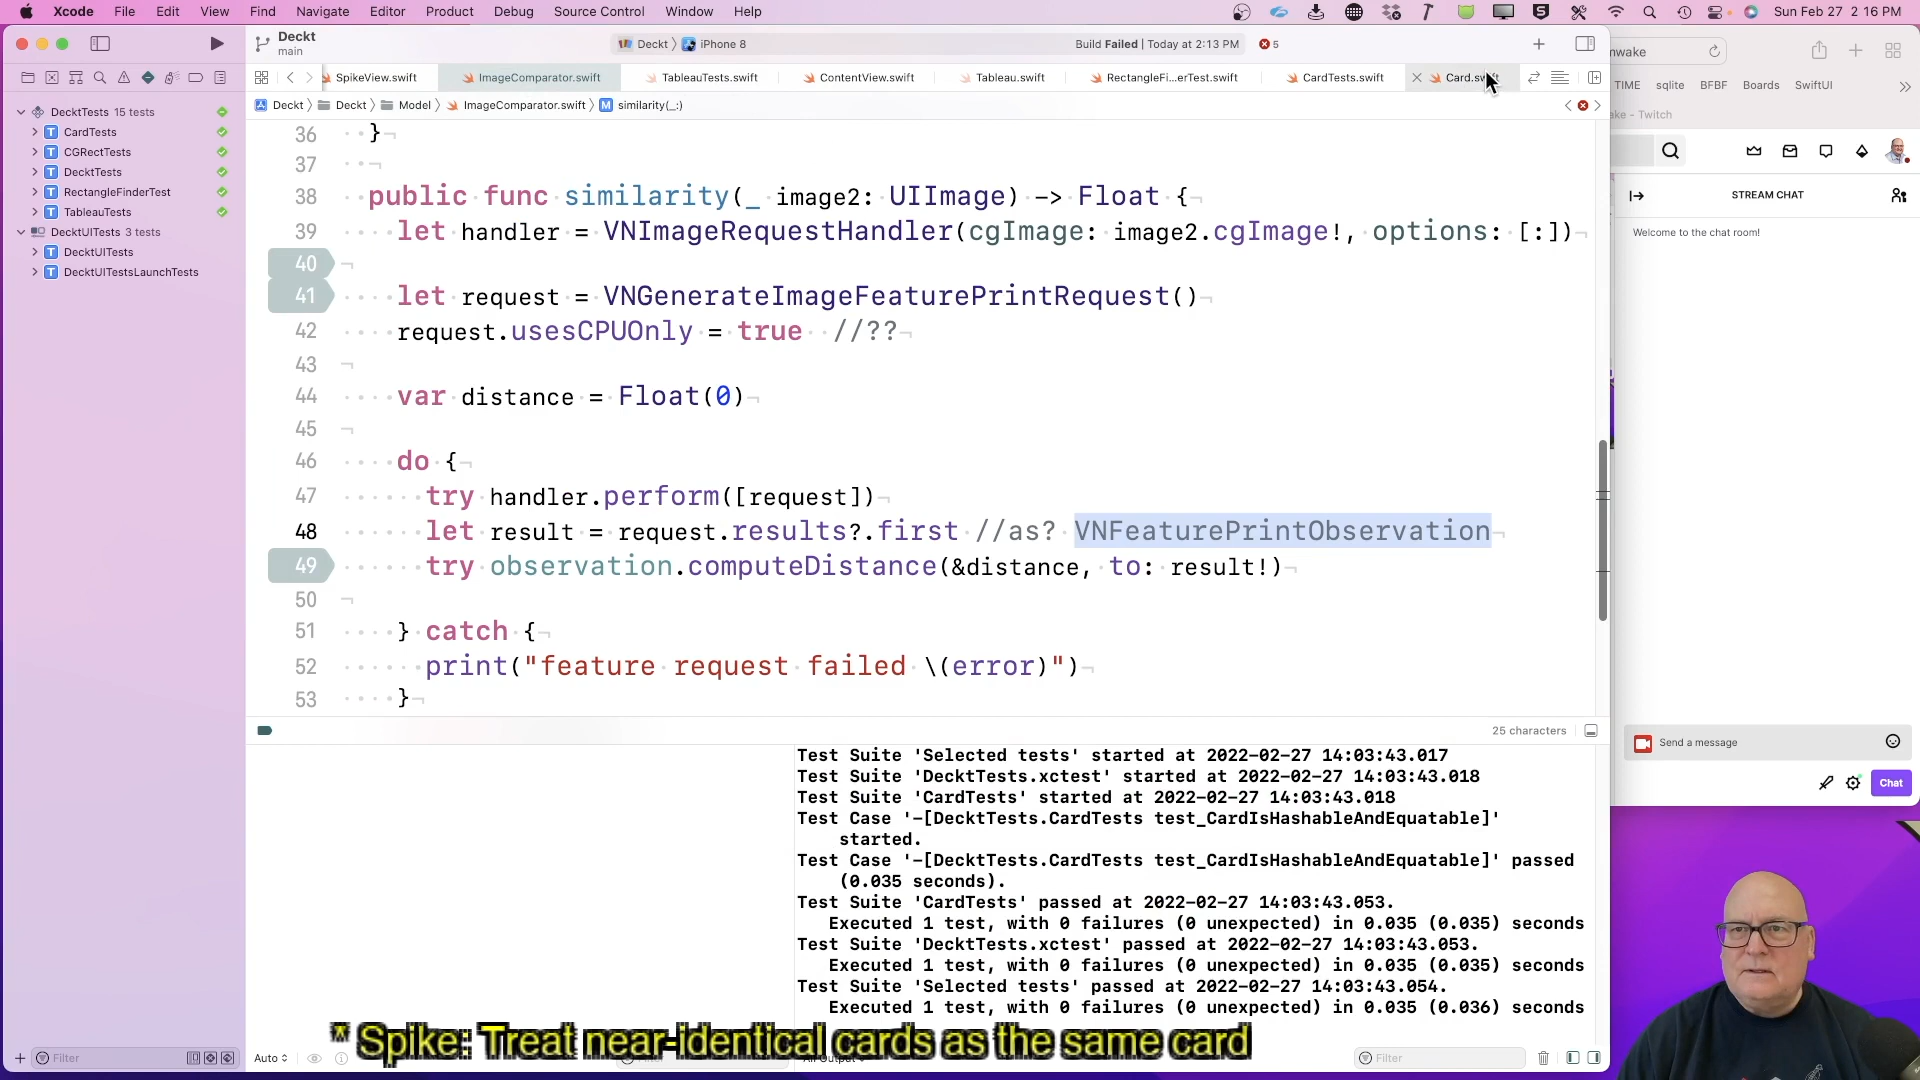 Xcode File Edit View Find Navigate Editor Product Debug Source Control Window Help
Sun Feb 27 2:16 PM
Deckt
main
Deckt iPhone 8
Build Failed | Today at 2:13 PM
5
SpikeView.swift ImageComparator.swift TableauTests.swift ContentView.swift Tableau.swift RectangleFi...erTest.swift CardTests.swift Card.swift
Deckt Deckt Model ImageComparator.swift M similarity(_:)
DecktTests 15 tests
T CardTests
T CGRectTests
T DecktTests
T RectangleFinderTest
T TableauTests
DecktUITests 3 tests
T DecktUITests
T DecktUITestsLaunchTests
36 }
37
38 public func similarity(_ image2: UIImage) -> Float {
39 let handler = VNImageRequestHandler(cgImage: image2.cgImage!, options: [:])
40
41 let request = VNGenerateImageFeaturePrintRequest()
42 request.usesCPUOnly = true //??
43
44 var distance = Float(0)
45
46 do {
47 try handler.perform([request])
48 let result = request.results?.first //as? VNFeaturePrintObservation
49 try observation.computeDistance(&distance, to: result!)
50
51 } catch {
52 print("feature request failed \(error)")
53 }
25 characters
Test Suite 'Selected tests' started at 2022-02-27 14:03:43.017
Test Suite 'DecktTests.xctest' started at 2022-02-27 14:03:43.018
Test Suite 'CardTests' started at 2022-02-27 14:03:43.018
Test Case '-[DecktTests.CardTests test_CardIsHashableAndEquatable]'
started.
Test Case '-[DecktTests.CardTests test_CardIsHashableAndEquatable]' passed
(0.035 seconds).
Test Suite 'CardTests' passed at 2022-02-27 14:03:43.053.
Executed 1 test, with 0 failures (0 unexpected) in 0.035 (0.035) seconds
Test Suite 'DecktTests.xctest' passed at 2022-02-27 14:03:43.053.
Executed 1 test, with 0 failures (0 unexpected) in 0.035 (0.035) seconds
Test Suite 'Selected tests' passed at 2022-02-27 14:03:43.054.
Executed 1 test, with 0 failures (0 unexpected) in 0.035 (0.036) seconds
* Spike: Treat near-identical cards as the same card
Filter
Auto
Filter
nwake
TIME sqlite BFBF Boards SwiftUI
ake - Twitch
STREAM CHAT
Welcome to the chat room!
Send a message
Chat